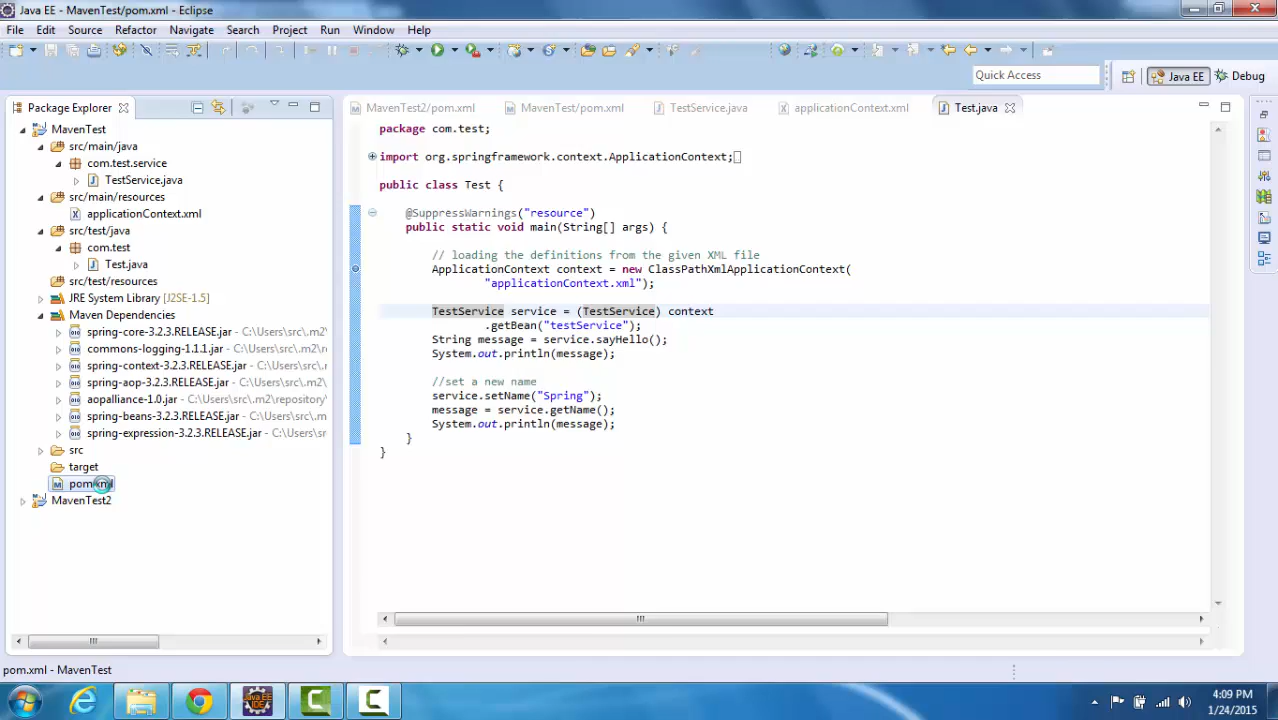 Java EE - MavenTest/pom.xml - Eclipse
File Edit Source Refactor Navigate Search Project Run Window Help
Quick Access
Java EE
Debug
Package Explorer
MavenTest2/pom.xml
MavenTest/pom.xml
TestService.java
applicationContext.xml
Test.java
MavenTest
src/main/java
com.test.service
TestService.java
src/main/resources
applicationContext.xml
src/test/java
com.test
Test.java
src/test/resources
JRE System Library [J2SE-1.5]
Maven Dependencies
spring-core-3.2.3.RELEASE.jar - C:\Users\src\.m2\
commons-logging-1.1.1.jar - C:\Users\src\.m2\r
spring-context-3.2.3.RELEASE.jar - C:\Users\src\.
spring-aop-3.2.3.RELEASE.jar - C:\Users\src\.m2\
aopalliance-1.0.jar - C:\Users\src\.m2\repository
spring-beans-3.2.3.RELEASE.jar - C:\Users\src\.m
spring-expression-3.2.3.RELEASE.jar - C:\Users\sr
src
target
pom.xml
MavenTest2
package com.test;
import org.springframework.context.ApplicationContext;
public class Test {
@SuppressWarnings("resource")
public static void main(String[] args) {
// loading the definitions from the given XML file
ApplicationContext context = new ClassPathXmlApplicationContext(
"applicationContext.xml");
TestService service = (TestService) context
.getBean("testService");
String message = service.sayHello();
System.out.println(message);
//set a new name
service.setName("Spring");
message = service.getName();
System.out.println(message);
}
}
pom.xml - MavenTest
Java EE
IDE
4:09 PM
1/24/2015